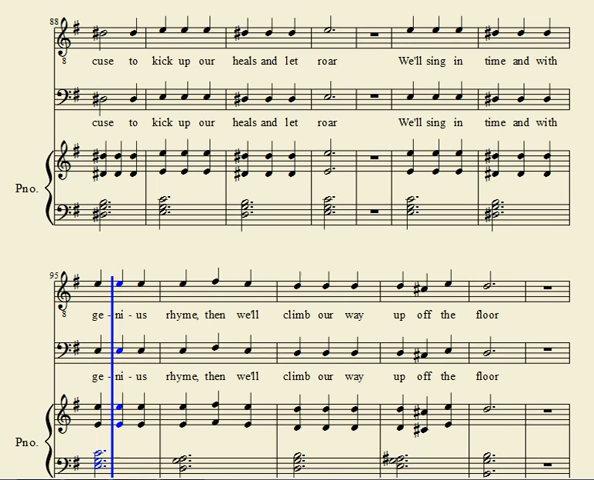 88
8
cuse to kick up our heals and let roar We'll sing in time and with
cuse to kick up our heals and let roar We'll sing in time and with
Pno.
95
8
ge - ni - us rhyme, then we'll climb our way up off the floor
ge - ni - us rhyme, then we'll climb our way up off the floor
Pno.